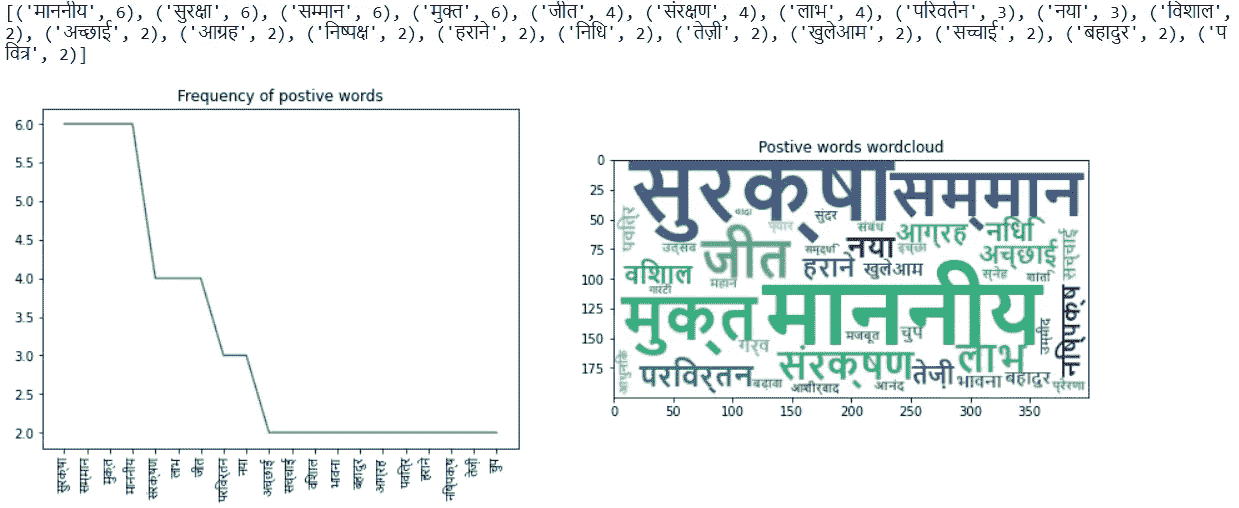 [('माननीय', 6), ('सुरक्षा', 6), ('सम्मान', 6), ('मुक्त', 6), ('जीत', 4), ('संरक्षण', 4), ('लाभ', 4), ('परिवर्तन', 3), ('नया', 3), ('विशाल',
2), ('अच्छाई', 2), ('आग्रह', 2), ('निष्पक्ष', 2), ('हराने', 2), ('निधि', 2), ('तेज़ी', 2), ('खुलेआम', 2), ('सच्चाई', 2), ('बहादुर', 2), ('प
वित्र', 2)]
Frequency of postive words
6.0
5.5
5.0
4.5
4.0
3.5
3.0
2.5
2.0
सुरक्षा
सम्मान
मुक्त
माननीय
संरक्षण
लाभ
जीत
परिवर्तन
नया
अच्छाई
सच्चाई
विशाल
भावना
बहादुर
आग्रह
पवित्र
हराने
निष्पक्ष
तेज़ी
चुप
Postive words wordcloud
0
25
50
75
100
125
150
175
0 50 100 150 200 250 300 350
सुरक्षा
सम्मान
पवित्र
वादा
प्यार
सुंदर
संबंध
आग्रह
निधि
उत्सव
जीत
समृद्धी
नया
इच्छा
अच्छाई
सच्चाई
विशाल
महान
हराने
खुलेआम
स्नेह
शांती
गारंटी
मुक्त
माननीय
निष्पक्ष
गर्व
मजबूत
चुप
उम्मीद
आधुनिक
परिवर्तन
संरक्षण
लाभ
तेज़ी
भावना
बहादुर
बढ़ावा
आशीर्वाद
आनंद
प्रेरणा